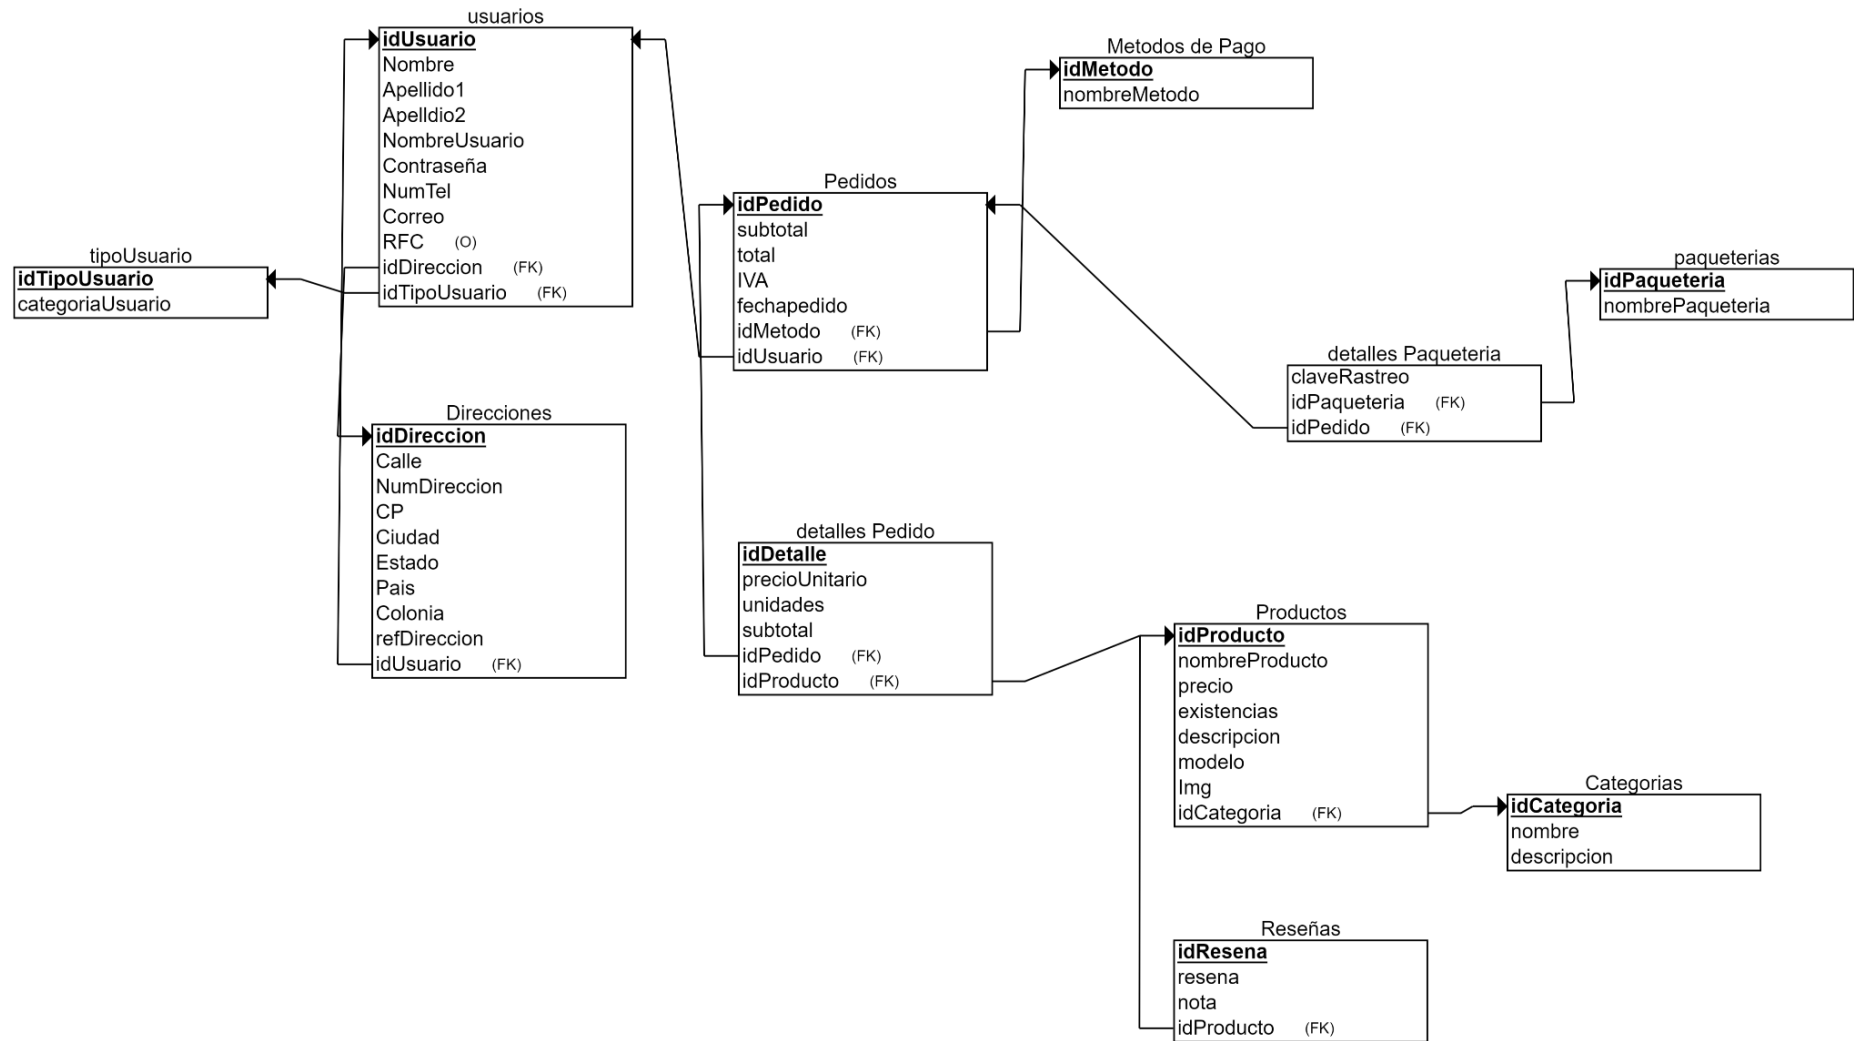 usuarios
idUsuario
Nombre
Apellido1
Apelldio2
NombreUsuario
Contraseña
NumTel
Correo
RFC (O)
idDireccion (FK)
idTipoUsuario (FK)
Metodos de Pago
idMetodo
nombreMetodo
Pedidos
idPedido
subtotal
total
IVA
fechapedido
idMetodo (FK)
idUsuario (FK)
tipoUsuario
idTipoUsuario
categoriaUsuario
paqueterias
idPaqueteria
nombrePaqueteria
detalles Paqueteria
claveRastreo
idPaqueteria (FK)
idPedido (FK)
Direcciones
idDireccion
Calle
NumDireccion
CP
Ciudad
Estado
Pais
Colonia
refDireccion
idUsuario (FK)
detalles Pedido
idDetalle
precioUnitario
unidades
subtotal
idPedido (FK)
idProducto (FK)
Productos
idProducto
nombreProducto
precio
existencias
descripcion
modelo
Img
idCategoria (FK)
Categorias
idCategoria
nombre
descripcion
Reseñas
idResena
resena
nota
idProducto (FK)